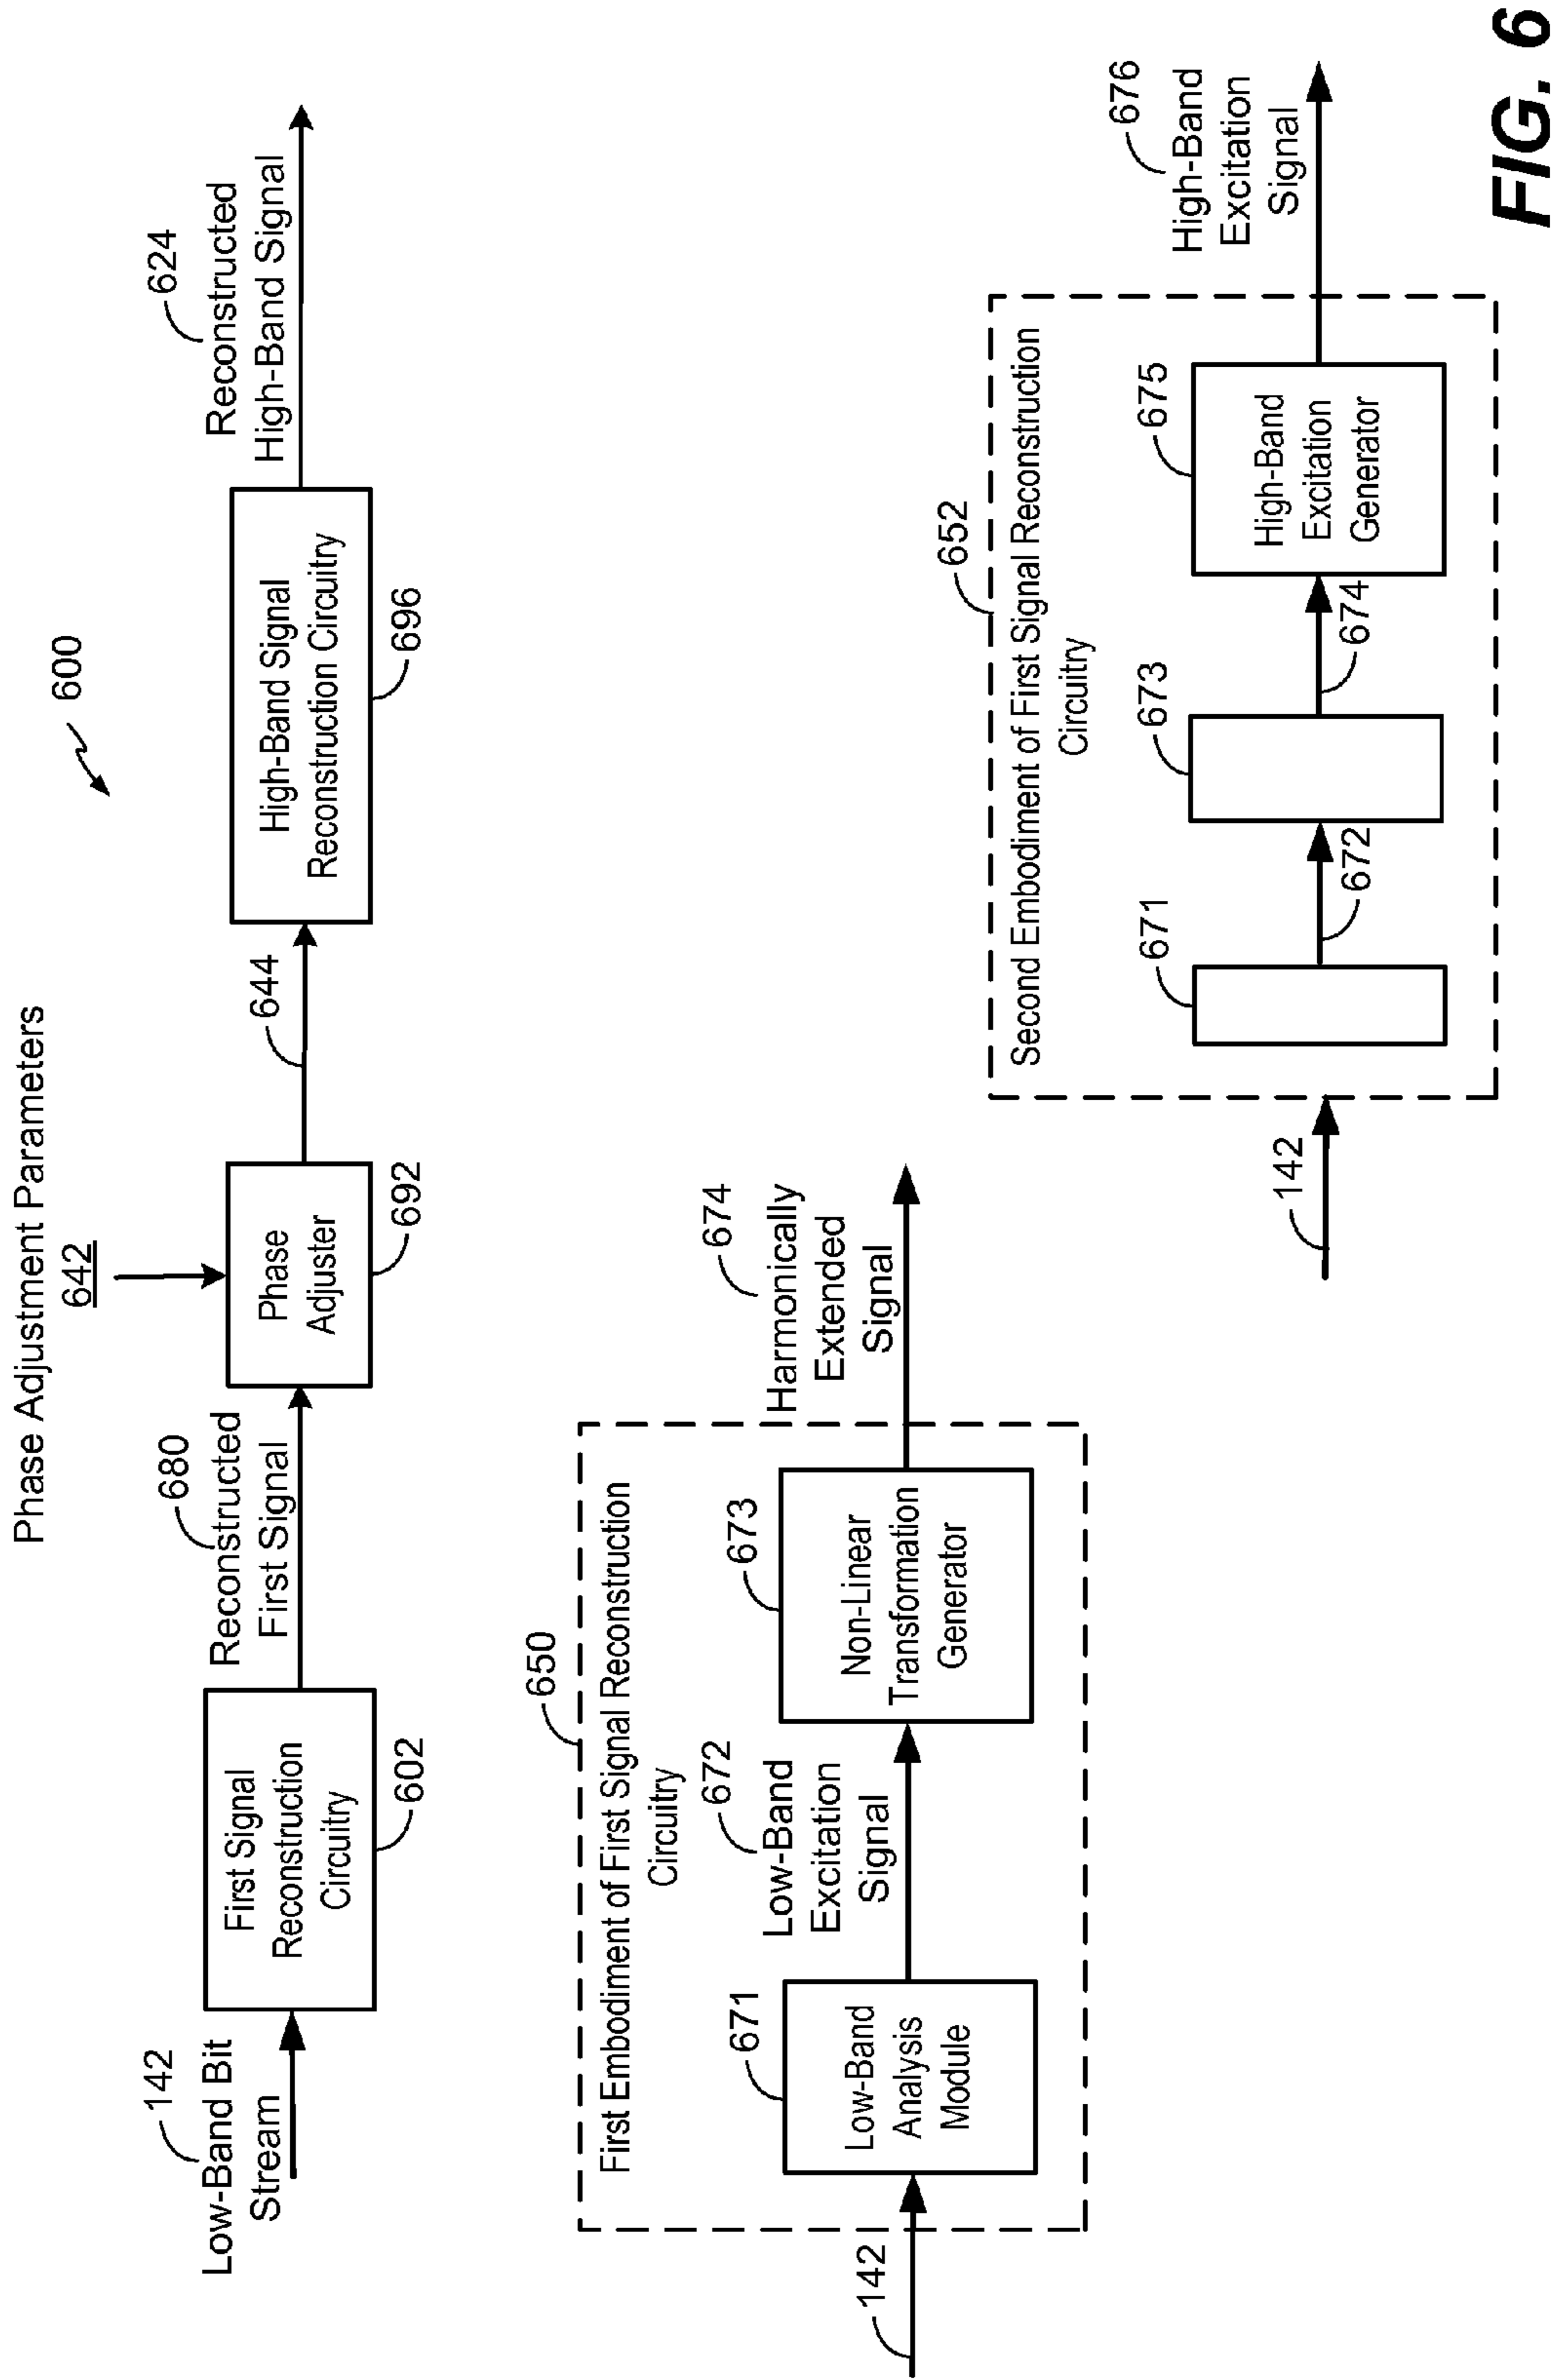 600
Phase Adjustment Parameters
642
142
Low-Band Bit
Stream
First Signal
Reconstruction
Circuitry
602
680
Reconstructed
First Signal
Phase
Adjuster
692
644
High-Band Signal
Reconstruction Circuitry
696
624
Reconstructed
High-Band Signal
650
First Embodiment of First Signal Reconstruction
Circuitry
142
671
Low-Band
Analysis
Module
672
Low-Band
Excitation
Signal
673
Non-Linear
Transformation
Generator
674
Harmonically
Extended
Signal
652
Second Embodiment of First Signal Reconstruction
Circuitry
142
671
672
673
674
675
High-Band
Excitation
Generator
676
High-Band
Excitation
Signal
FIG. 6